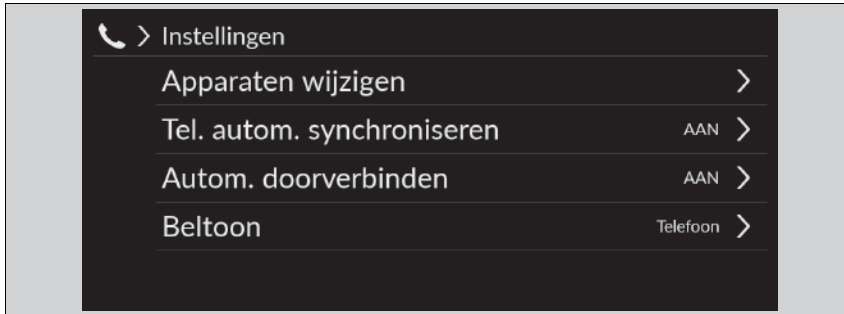 Instellingen
Apparaten wijzigen
Tel. autom. synchroniseren AAN
Autom. doorverbinden AAN
Beltoon Telefoon